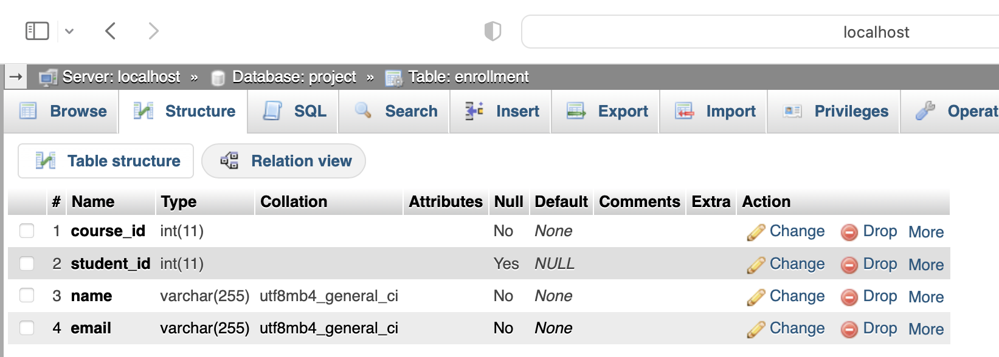 localhost
→ Server: localhost » Database: project » Table: enrollment
Browse Structure SQL Search Insert Export Import Privileges Operat
Table structure Relation view
# Name Type Collation Attributes Null Default Comments Extra Action
1 course_id int(11) No None Change Drop More
2 student_id int(11) Yes NULL Change Drop More
3 name varchar(255) utf8mb4_general_ci No None Change Drop More
4 email varchar(255) utf8mb4_general_ci No None Change Drop More